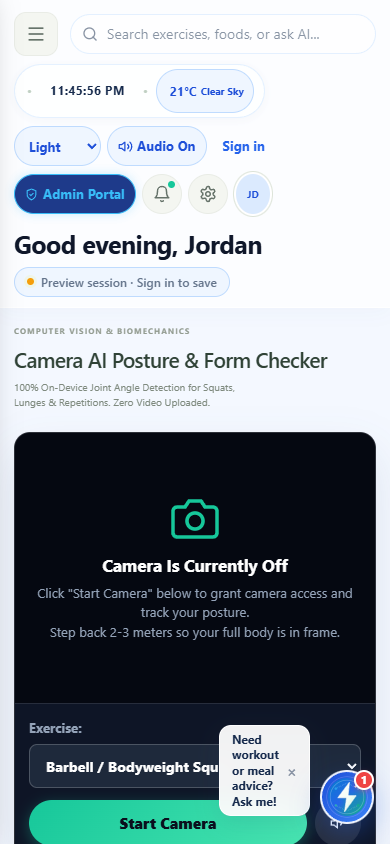 Search exercises, foods, or ask AI...
11:45:56 PM
21°C Clear Sky
Light
Audio On
Sign in
Admin Portal
JD
Good evening, Jordan
Preview session · Sign in to save
COMPUTER VISION & BIOMECHANICS
Camera AI Posture & Form Checker
100% On-Device Joint Angle Detection for Squats,
Lunges & Repetitions. Zero Video Uploaded.
Camera Is Currently Off
Click "Start Camera" below to grant camera access and
track your posture.
Step back 2-3 meters so your full body is in frame.
Exercise:
Barbell / Bodyweight Squ
Need
workout
or meal
advice?
Ask me!
×
1
Start Camera